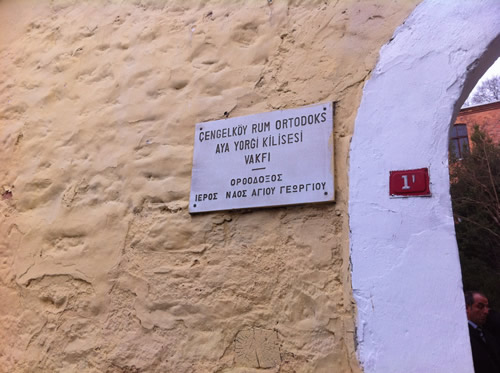 ÇENGELKÖY RUM ORTODOKS
AYA YORGİ KİLİSESİ
VAKFI
ΟΡΘΟΔΟΞΟΣ
ΙΕΡΟΣ ΝΑΟΣ ΑΓΙΟΥ ΓΕΩΡΓΙΟΥ
1'